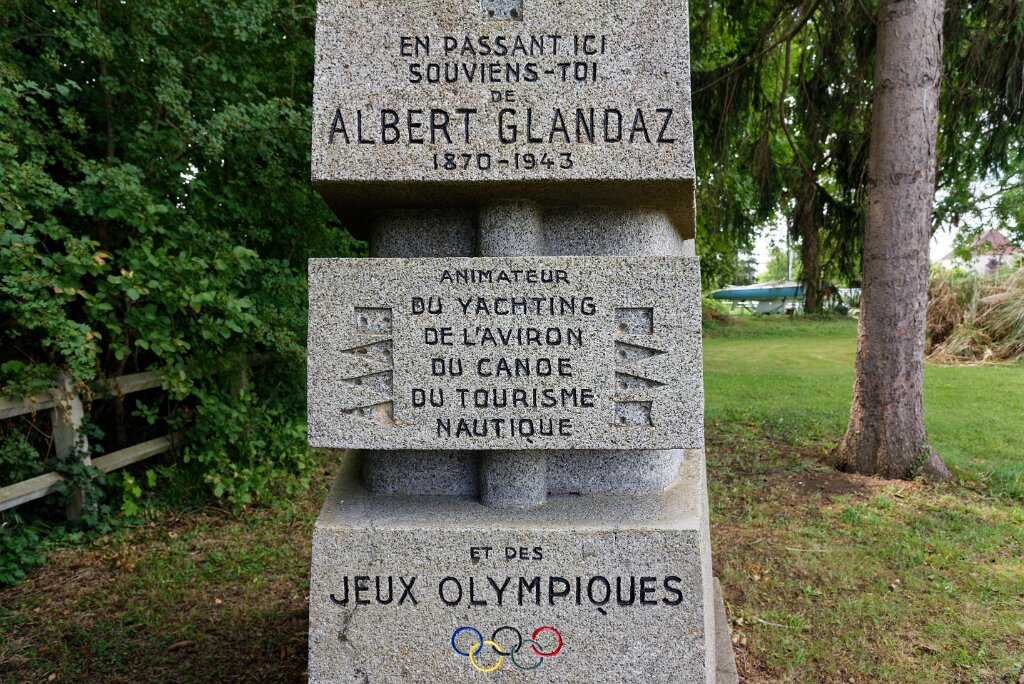 EN PASSANT ICI
SOUVIENS-TOI
DE
ALBERT GLANDAZ
1870-1943
ANIMATEUR
DU YACHTING
DE L'AVIRON
DU CANOE
DU TOURISME
NAUTIQUE
ET DES
JEUX OLYMPIQUES